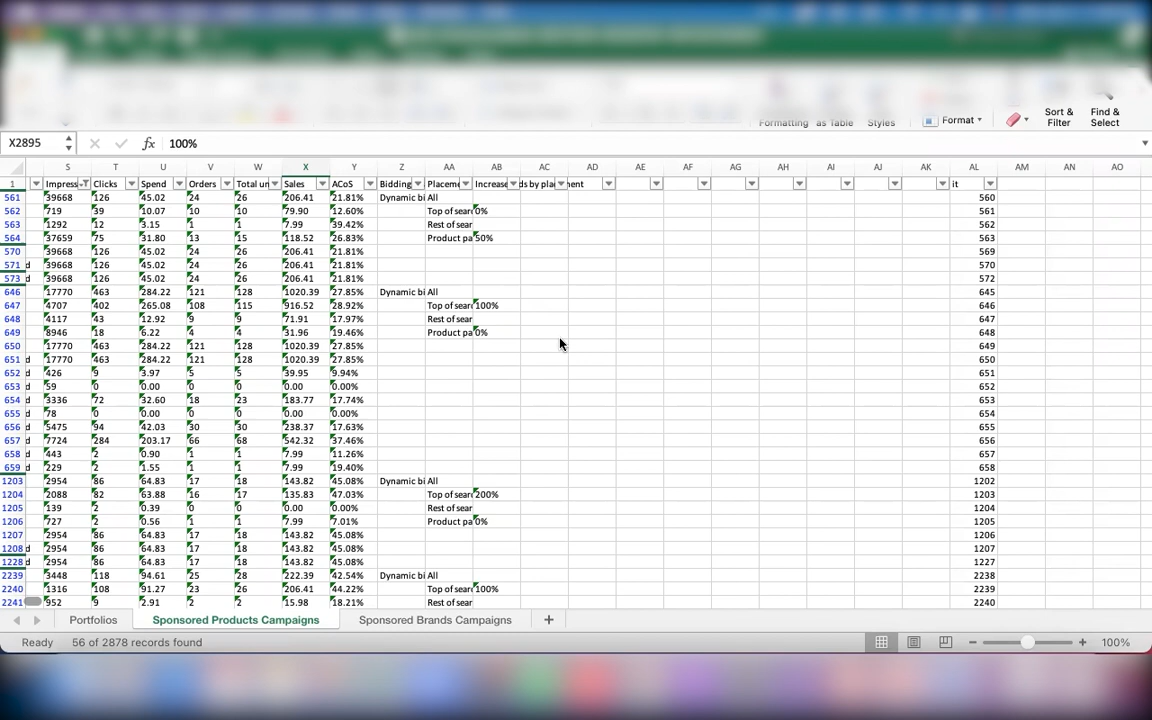 Formatting as Table Styles Format Sort & Filter Find & Select
X2895 fx 100%
S T U V W X Y Z AA AB AC AD AE AF AG AH AI AJ AK AL AM AN AO
1 Impress Clicks Spend Orders Total un Sales ACoS Bidding Placeme Increase ds by pla ent it
561 39668 126 45.02 24 26 206.41 21.81% Dynamic bi All 560
562 719 39 10.07 10 10 79.90 12.60% Top of sear 0% 561
563 1292 12 3.15 1 1 7.99 39.42% Rest of sear 562
564 37659 75 31.80 13 15 118.52 26.83% Product pa 50% 563
570 39668 126 45.02 24 26 206.41 21.81% 569
571 d 39668 126 45.02 24 26 206.41 21.81% 570
573 d 39668 126 45.02 24 26 206.41 21.81% 572
646 17770 463 284.22 121 128 1020.39 27.85% Dynamic bi All 645
647 4707 402 265.08 108 115 916.52 28.92% Top of sear 100% 646
648 4117 43 12.92 9 9 71.91 17.97% Rest of sear 647
649 8946 18 6.22 4 4 31.96 19.46% Product pa 0% 648
650 17770 463 284.22 121 128 1020.39 27.85% 649
651 d 17770 463 284.22 121 128 1020.39 27.85% 650
652 d 426 9 3.97 5 5 39.95 9.94% 651
653 d 59 0 0.00 0 0 0.00 0.00% 652
654 d 3336 72 32.60 18 23 183.77 17.74% 653
655 d 78 0 0.00 0 0 0.00 0.00% 654
656 d 5475 94 42.03 30 30 238.37 17.63% 655
657 d 7724 284 203.17 66 68 542.32 37.46% 656
658 d 443 2 0.90 1 1 7.99 11.26% 657
659 d 229 2 1.55 1 1 7.99 19.40% 658
1203 2954 86 64.83 17 18 143.82 45.08% Dynamic bi All 1202
1204 2088 82 63.88 16 17 135.83 47.03% Top of sear 200% 1203
1205 139 2 0.39 0 0 0.00 0.00% Rest of sear 1204
1206 727 2 0.56 1 1 7.99 7.01% Product pa 0% 1205
1207 2954 86 64.83 17 18 143.82 45.08% 1206
1208 d 2954 86 64.83 17 18 143.82 45.08% 1207
1228 d 2954 86 64.83 17 18 143.82 45.08% 1227
2239 3448 118 94.61 25 28 222.39 42.54% Dynamic bi All 2238
2240 1316 108 91.27 23 26 206.41 44.22% Top of sear 100% 2239
2241 952 9 2.91 2 2 15.98 18.21% Rest of sear 2240
Portfolios Sponsored Products Campaigns Sponsored Brands Campaigns +
Ready 56 of 2878 records found 100%